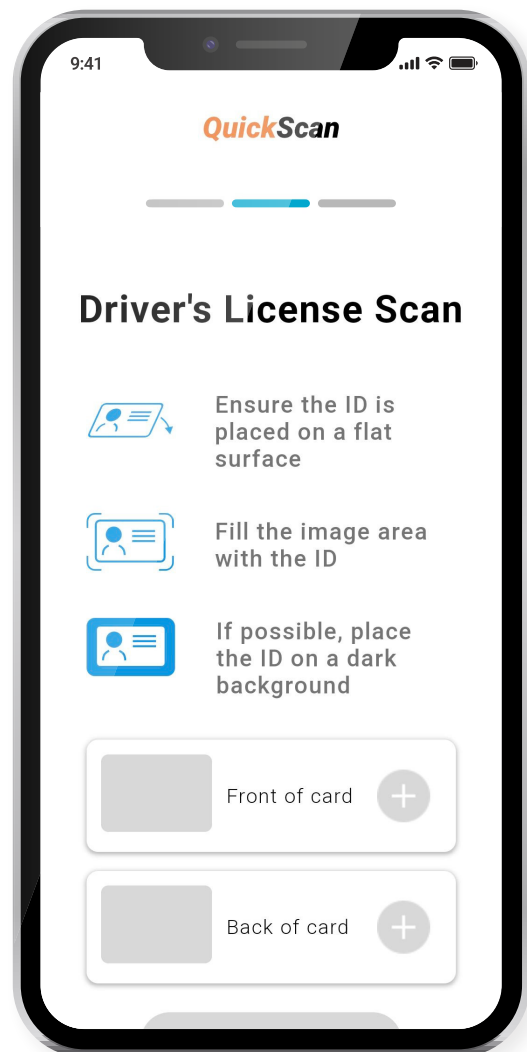 9:41
QuickScan
Driver's License Scan
Ensure the ID is
placed on a flat
surface
Fill the image area
with the ID
If possible, place
the ID on a dark
background
Front of card
Back of card